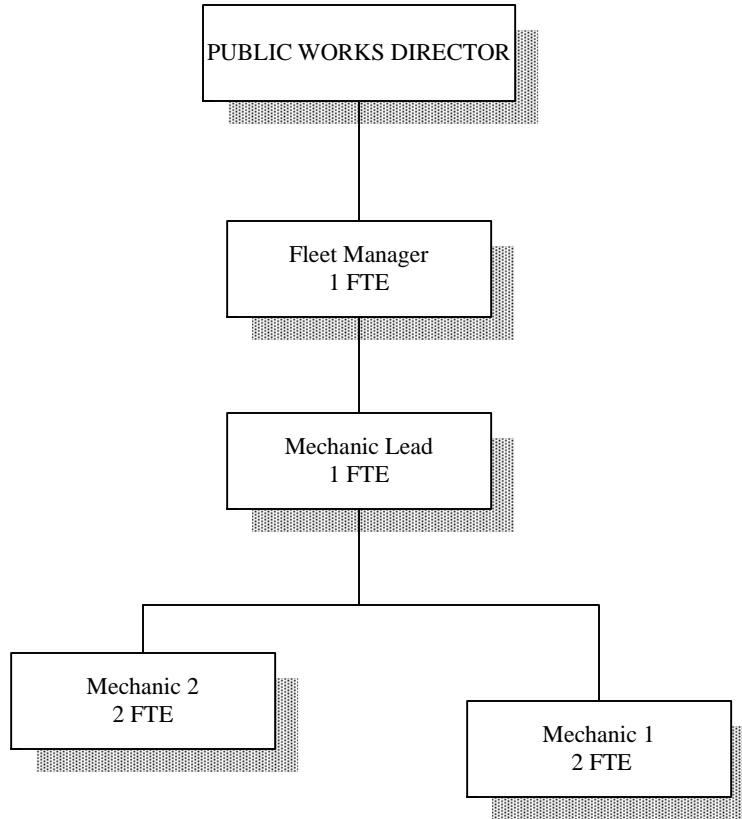 PUBLIC WORKS DIRECTOR
Fleet Manager
1 FTE
Mechanic Lead
1 FTE
Mechanic 2
2 FTE
Mechanic 1
2 FTE